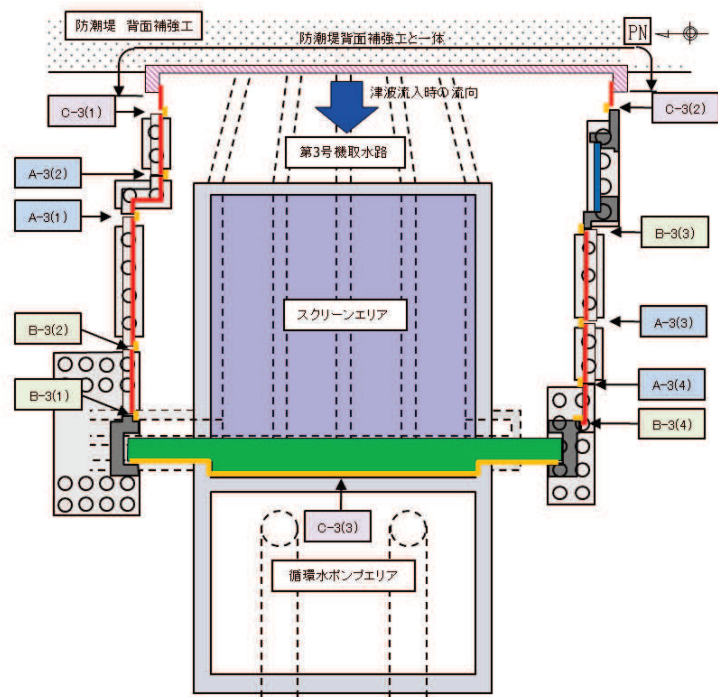 防潮堤 背面補強工
防潮堤背面補強工と一体
PN
C-3(1)
津波流入時の流向
C-3(2)
第3号機取水路
A-3(2)
A-3(1)
B-3(3)
スクリーンエリア
A-3(3)
B-3(2)
A-3(4)
B-3(1)
B-3(4)
C-3(3)
循環水ポンプエリア